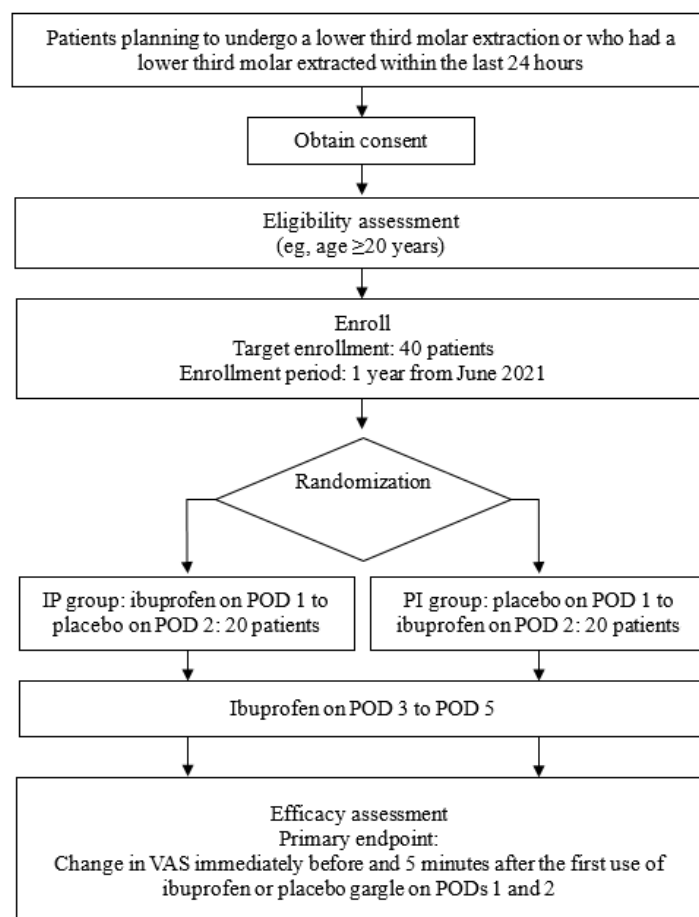 Patients planning to undergo a lower third molar extraction or who had a
lower third molar extracted within the last 24 hours
Obtain consent
Eligibility assessment
(eg, age ≥20 years)
Enroll
Target enrollment: 40 patients
Enrollment period: 1 year from June 2021
Randomization
IP group: ibuprofen on POD 1 to
placebo on POD 2: 20 patients
PI group: placebo on POD 1 to
ibuprofen on POD 2: 20 patients
Ibuprofen on POD 3 to POD 5
Efficacy assessment
Primary endpoint:
Change in VAS immediately before and 5 minutes after the first use of
ibuprofen or placebo gargle on PODs 1 and 2